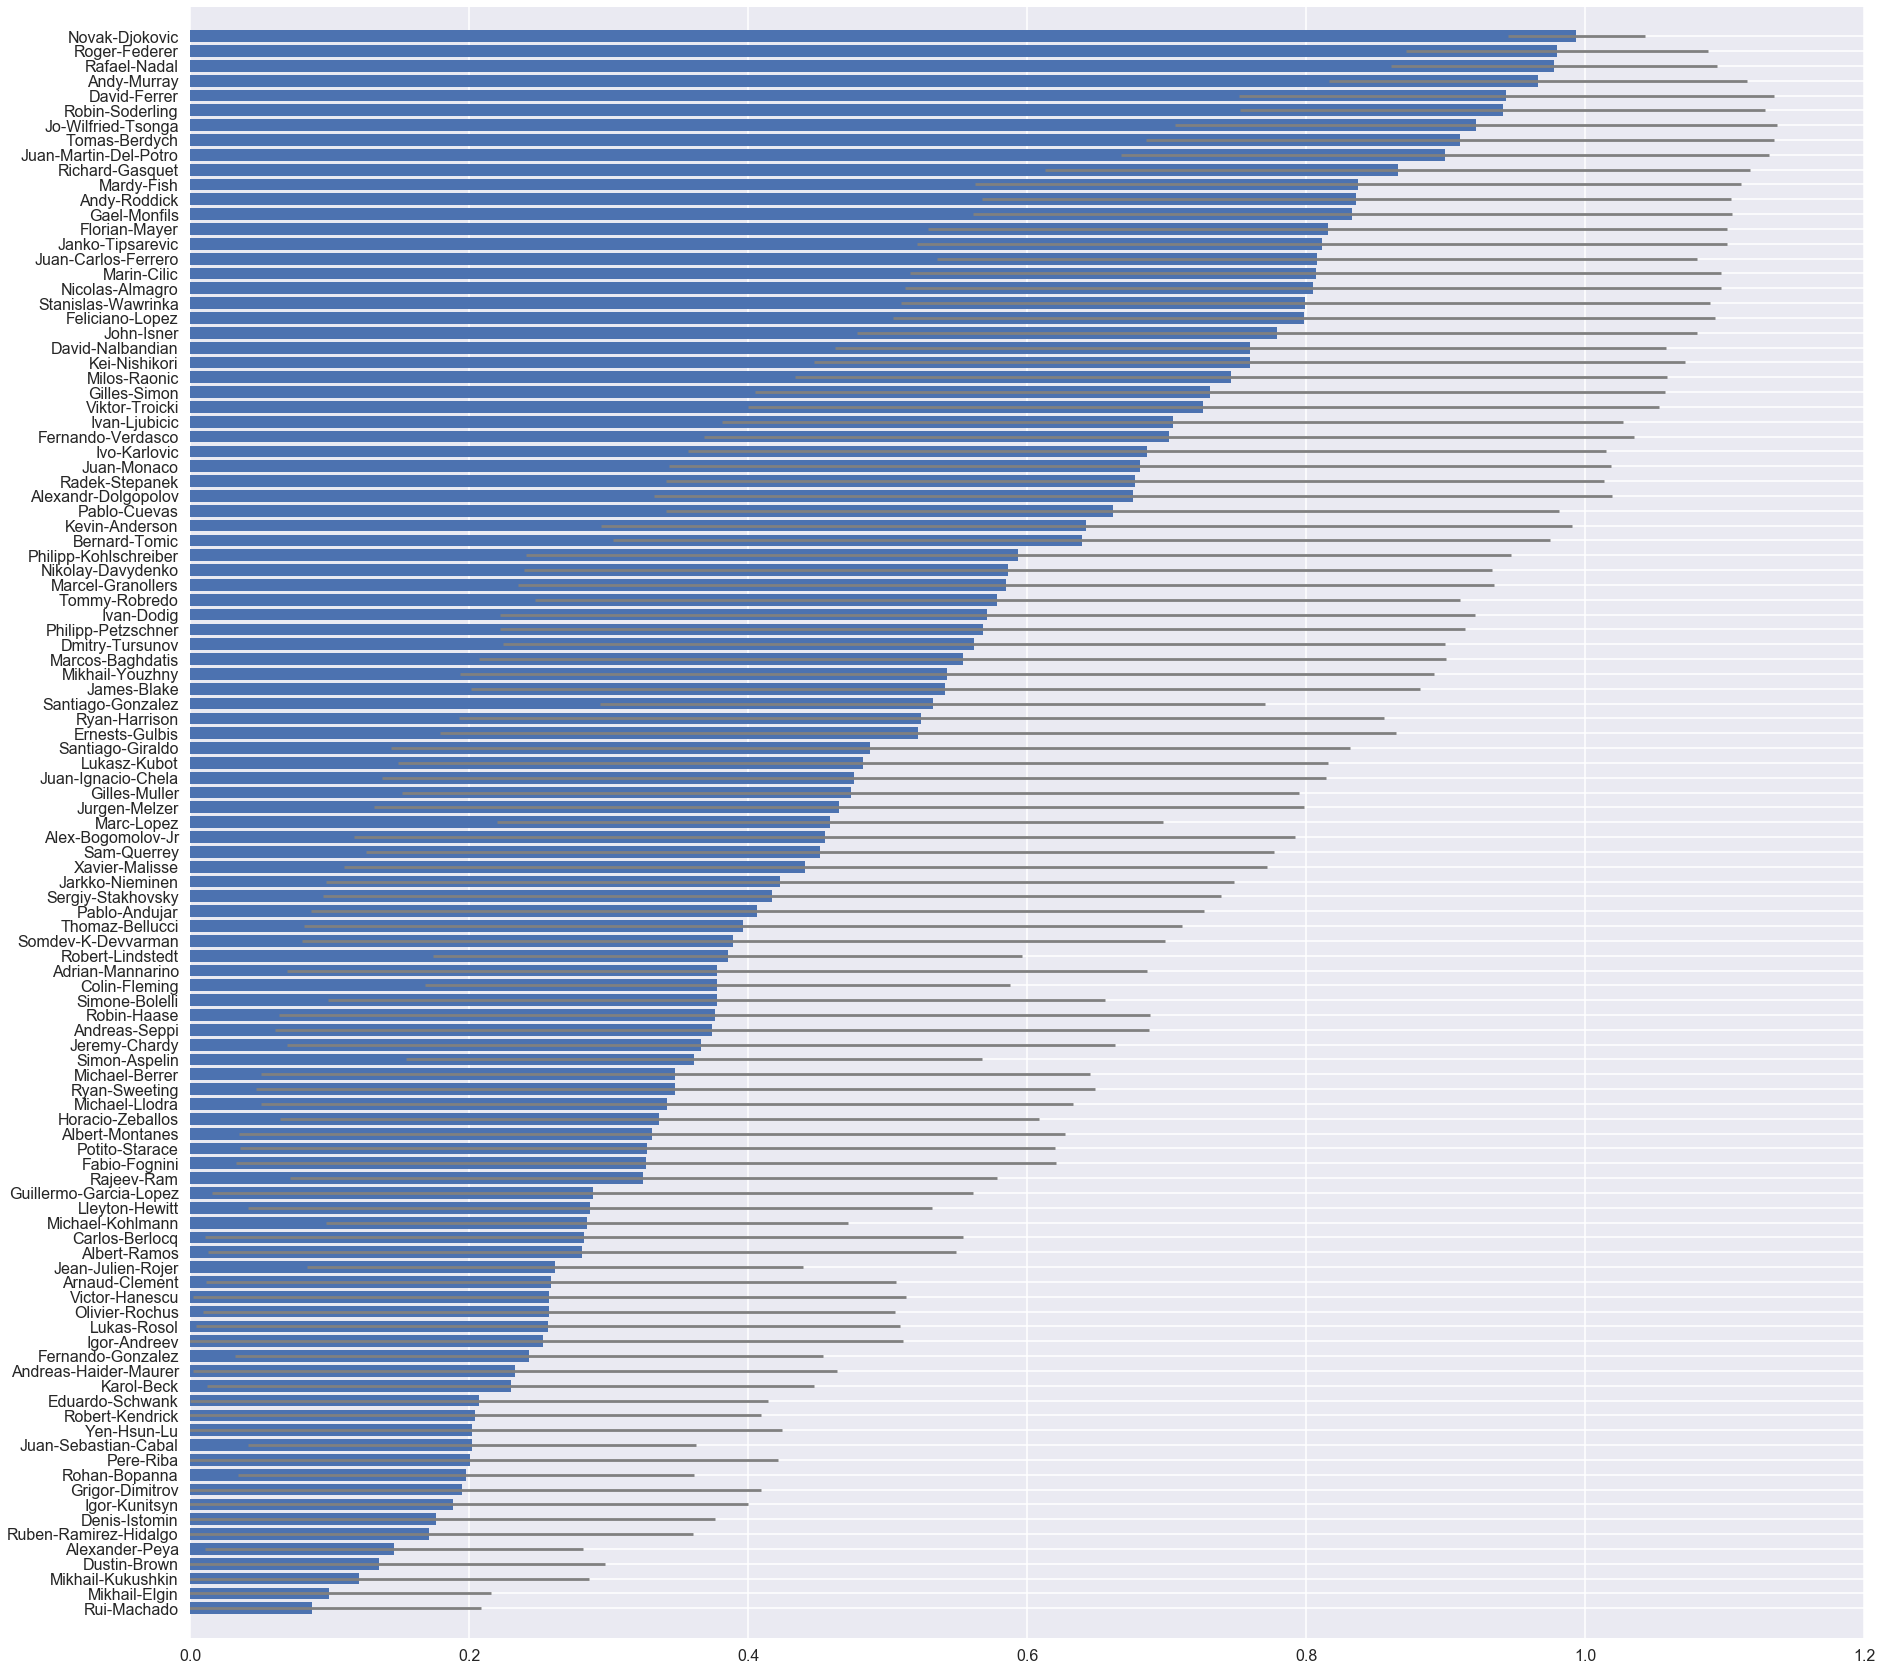 Novak-Djokovic
Roger-Federer
Rafael-Nadal
Andy-Murray
David-Ferrer
Robin-Soderling
Jo-Wilfried-Tsonga
Tomas-Berdych
Juan-Martin-Del-Potro
Richard-Gasquet
Mardy-Fish
Andy-Roddick
Gael-Monfils
Florian-Mayer
Janko-Tipsarevic
Juan-Carlos-Ferrero
Marin-Cilic
Nicolas-Almagro
Stanislas-Wawrinka
Feliciano-Lopez
John-Isner
David-Nalbandian
Kei-Nishikori
Milos-Raonic
Gilles-Simon
Viktor-Troicki
Ivan-Ljubicic
Fernando-Verdasco
Ivo-Karlovic
Juan-Monaco
Radek-Stepanek
Alexandr-Dolgopolov
Pablo-Cuevas
Kevin-Anderson
Bernard-Tomic
Philipp-Kohlschreiber
Nikolay-Davydenko
Marcel-Granollers
Tommy-Robredo
Ivan-Dodig
Philipp-Petzschner
Dmitry-Tursunov
Marcos-Baghdatis
Mikhail-Youzhny
James-Blake
Santiago-Gonzalez
Ryan-Harrison
Ernests-Gulbis
Santiago-Giraldo
Lukasz-Kubot
Juan-Ignacio-Chela
Gilles-Muller
Jurgen-Melzer
Marc-Lopez
Alex-Bogomolov-Jr
Sam-Querrey
Xavier-Malisse
Jarkko-Nieminen
Sergiy-Stakhovsky
Pablo-Andujar
Thomaz-Bellucci
Somdev-K-Devvarman
Robert-Lindstedt
Adrian-Mannarino
Colin-Fleming
Simone-Bolelli
Robin-Haase
Andreas-Seppi
Jeremy-Chardy
Simon-Aspelin
Michael-Berrer
Ryan-Sweeting
Michael-Llodra
Horacio-Zeballos
Albert-Montanes
Potito-Starace
Fabio-Fognini
Rajeev-Ram
Guillermo-Garcia-Lopez
Lleyton-Hewitt
Michael-Kohlmann
Carlos-Berlocq
Albert-Ramos
Jean-Julien-Rojer
Arnaud-Clement
Victor-Hanescu
Olivier-Rochus
Lukas-Rosol
Igor-Andreev
Fernando-Gonzalez
Andreas-Haider-Maurer
Karol-Beck
Eduardo-Schwank
Robert-Kendrick
Yen-Hsun-Lu
Juan-Sebastian-Cabal
Pere-Riba
Rohan-Bopanna
Grigor-Dimitrov
Igor-Kunitsyn
Denis-Istomin
Ruben-Ramirez-Hidalgo
Alexander-Peya
Dustin-Brown
Mikhail-Kukushkin
Mikhail-Elgin
Rui-Machado
0.0 0.2 0.4 0.6 0.8 1.0 1.2